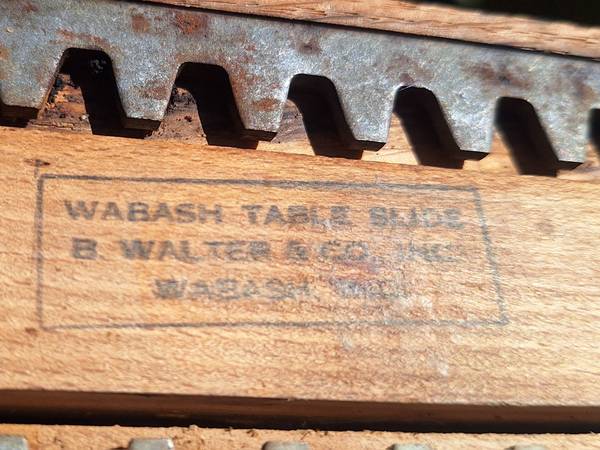 WABASH TABLE SLIDE
B. WALTER & CO., INC.
WABASH, IND.